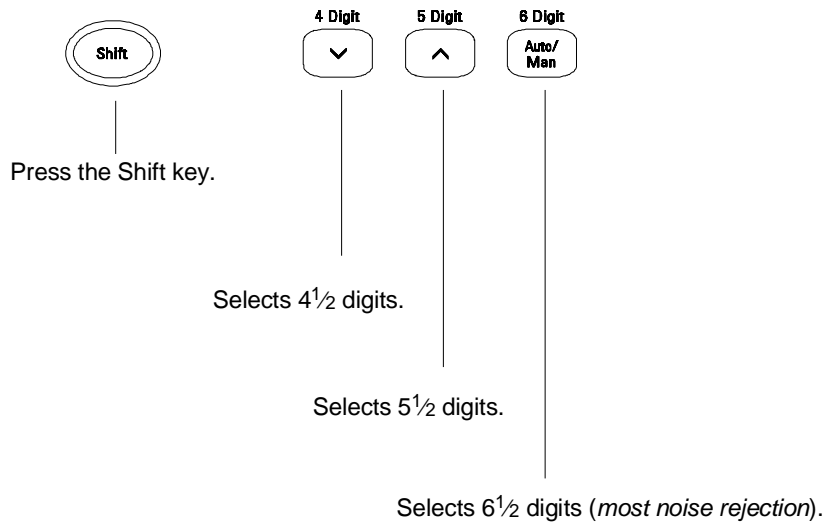 4 Digit 5 Digit 6 Digit
Shift
Auto/
Man
Press the Shift key.
Selects 4½ digits.
Selects 5½ digits.
Selects 6½ digits (most noise rejection).